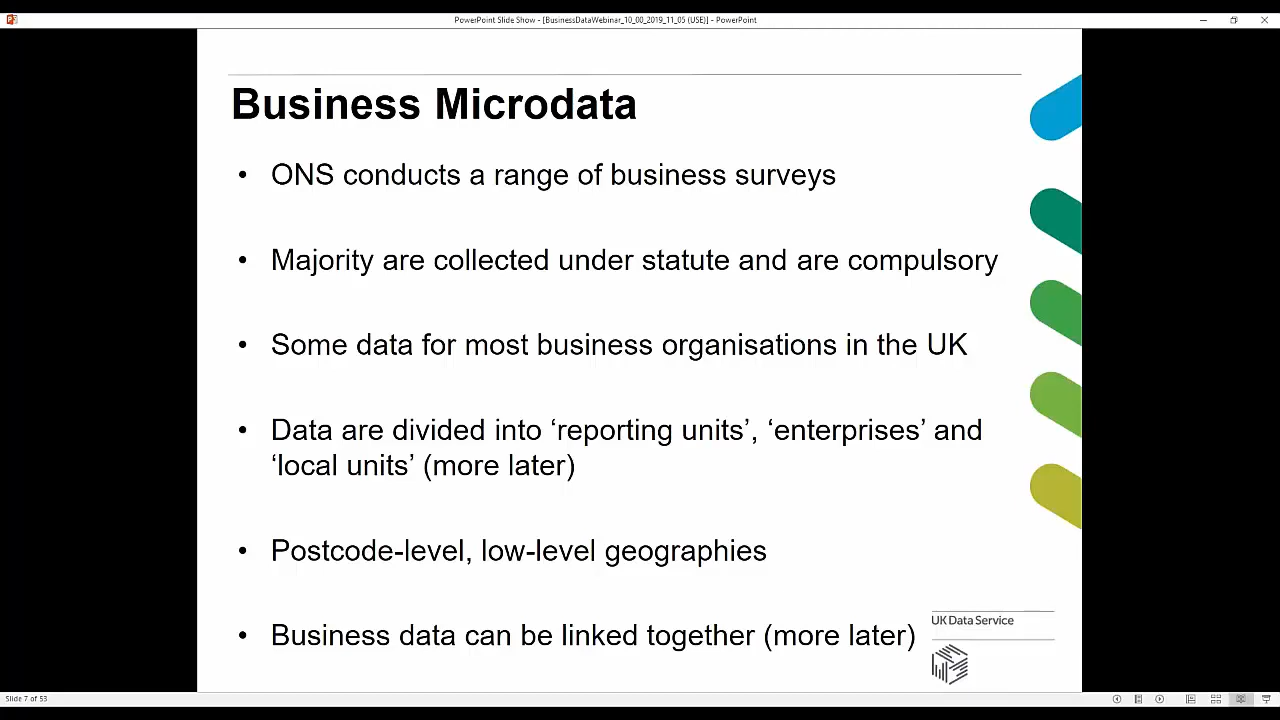 PowerPoint Slide Show - [BusinessDataWebinar_10_00_2019_11_05 (USE)] - PowerPoint
Business Microdata
• ONS conducts a range of business surveys
• Majority are collected under statute and are compulsory
• Some data for most business organisations in the UK
• Data are divided into ‘reporting units’, ‘enterprises’ and
‘local units’ (more later)
• Postcode-level, low-level geographies
• Business data can be linked together (more later)
UK Data Service
Slide 7 of 53